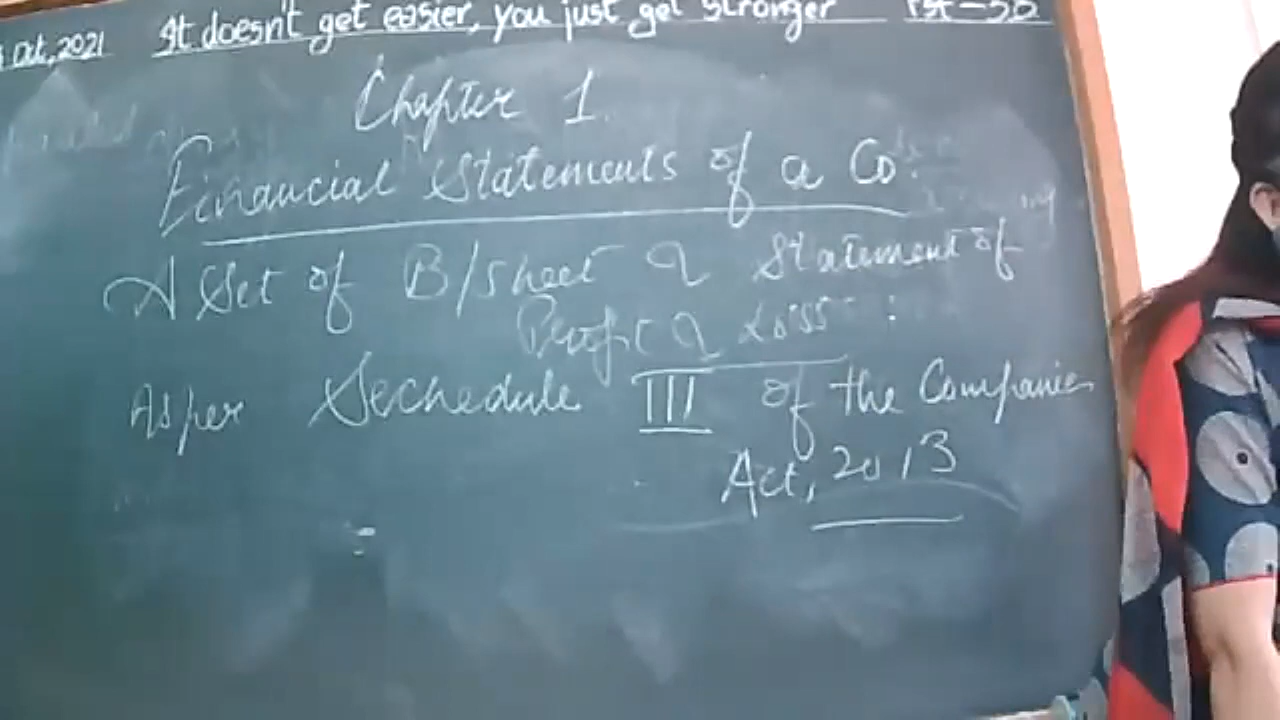 Oct, 2021 It doesn't get easier, you just get stronger
Chapter 1.
Financial Statements of a Co.
A Set of B/Sheet & Statement of
Profit & Loss :
As per Sechedule III of the Companies
Act, 2013